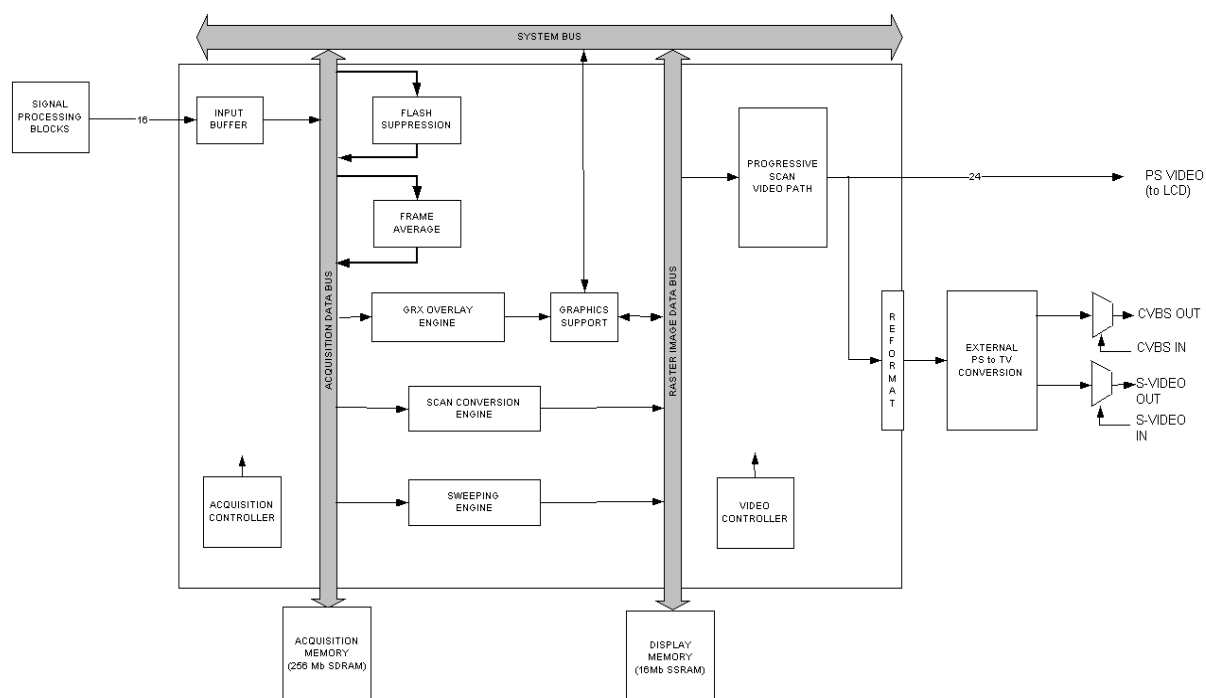 SYSTEM BUS
SIGNAL
PROCESSING
BLOCKS
16
INPUT
BUFFER
FLASH
SUPPRESSION
FRAME
AVERAGE
ACQUISITION DATA BUS
GRX OVERLAY
ENGINE
GRAPHICS
SUPPORT
SCAN CONVERSION
ENGINE
SWEEPING
ENGINE
ACQUISITION
CONTROLLER
RASTER IMAGE DATA BUS
PROGRESSIVE
SCAN
VIDEO PATH
24
PS VIDEO
(to LCD)
REFORMAT
EXTERNAL
PS to TV
CONVERSION
CVBS OUT
CVBS IN
S-VIDEO
OUT
S-VIDEO
IN
VIDEO
CONTROLLER
ACQUISITION
MEMORY
(256 Mb SDRAM)
DISPLAY
MEMORY
(16Mb SSRAM)